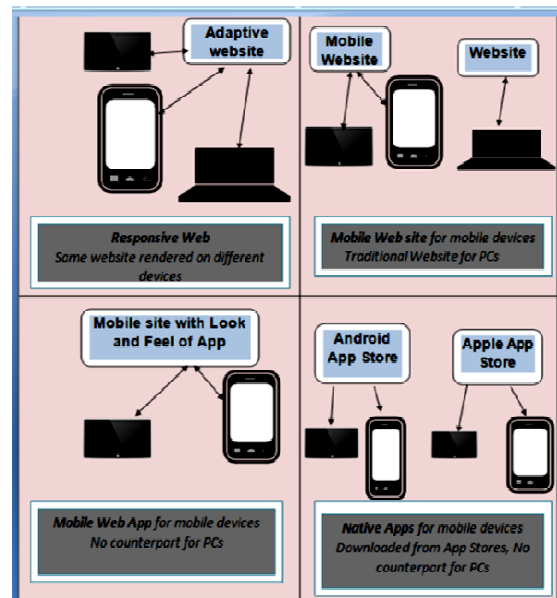 Adaptive
website
Responsive Web
Same website rendered on different
devices
Mobile
Website
Website
Mobile Web site for mobile devices
Traditional Website for PCs
Mobile site with Look
and Feel of App
Mobile Web App for mobile devices
No counterpart for PCs
Android
App Store
Apple App
Store
Native Apps for mobile devices
Downloaded from App Stores, No
counterpart for PCs